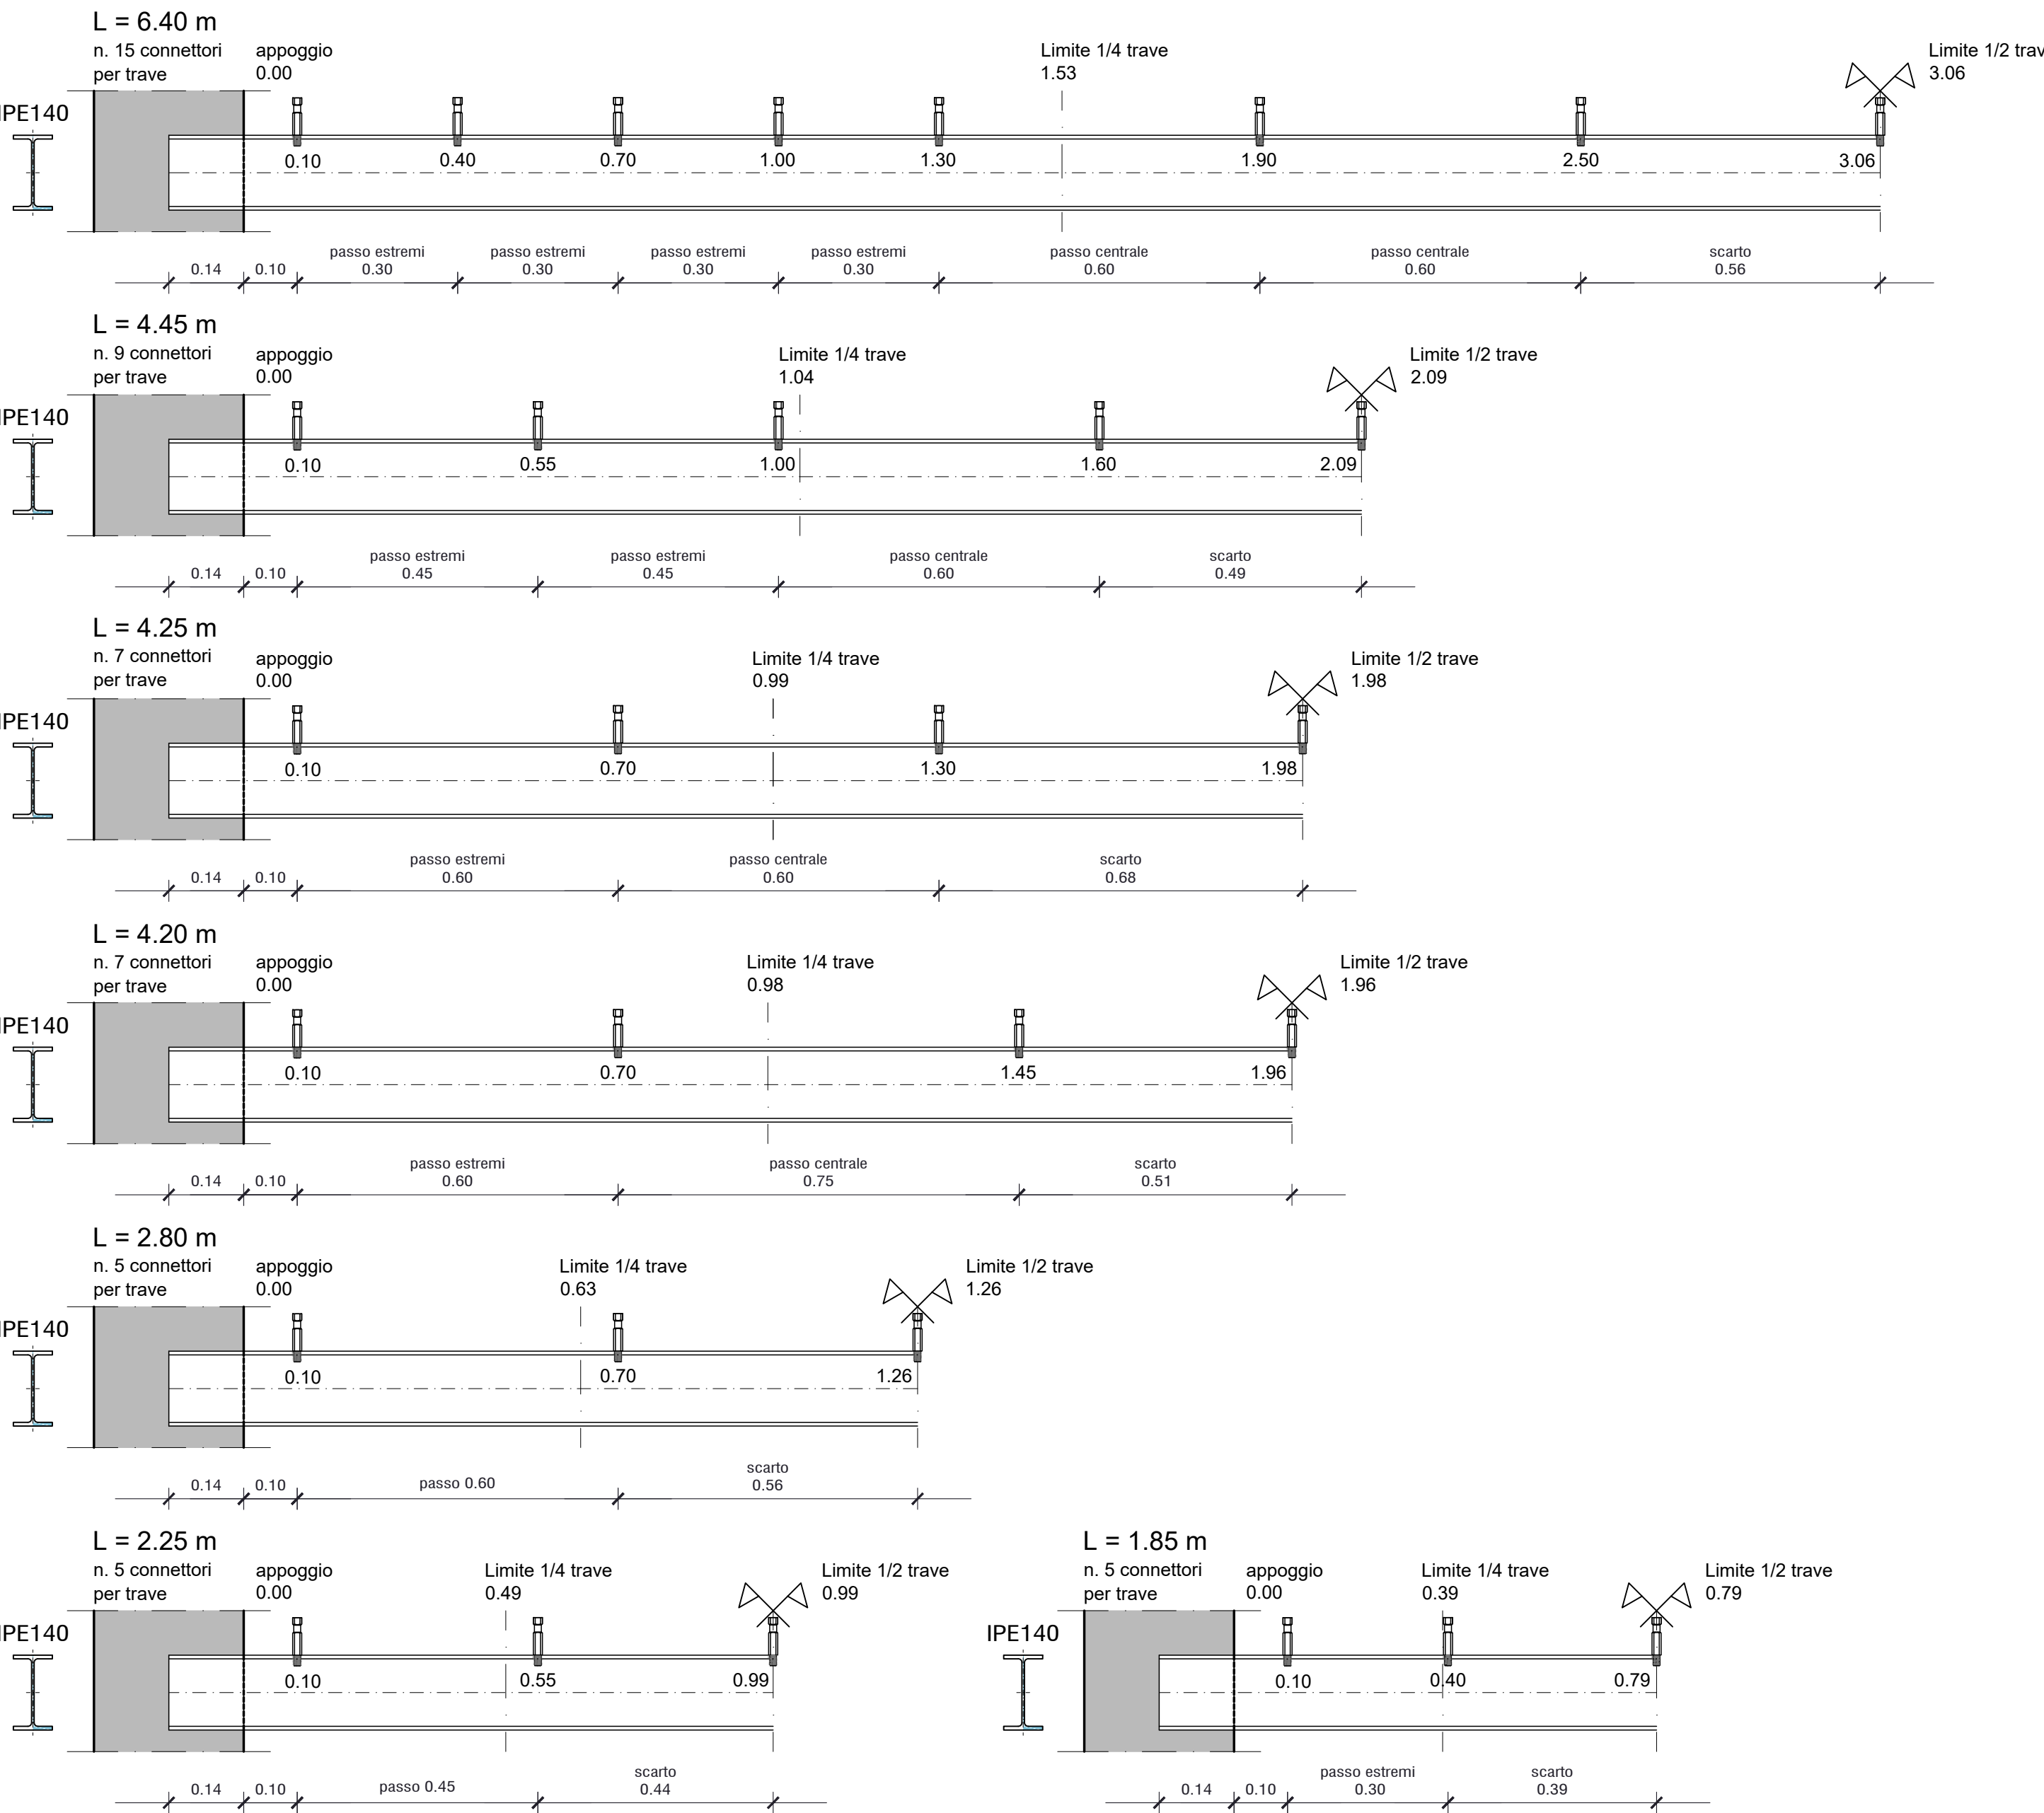 L = 6.40 m
n. 15 connettori
per trave
appoggio
0.00
Limite 1/4 trave
1.53
Limite 1/2 trav
3.06
IPE140
0.10 0.40 0.70 1.00 1.30 1.90 2.50 3.06
passo estremi passo estremi passo estremi passo estremi passo centrale passo centrale scarto
0.14 0.10 0.30 0.30 0.30 0.30 0.60 0.60 0.56
L = 4.45 m
n. 9 connettori
per trave
appoggio
0.00
Limite 1/4 trave
1.04
Limite 1/2 trave
2.09
IPE140
0.10 0.55 1.00 1.60 2.09
passo estremi passo estremi passo centrale scarto
0.14 0.10 0.45 0.45 0.60 0.49
L = 4.25 m
n. 7 connettori
per trave
appoggio
0.00
Limite 1/4 trave
0.99
Limite 1/2 trave
1.98
IPE140
0.10 0.70 1.30 1.98
passo estremi passo centrale scarto
0.14 0.10 0.60 0.60 0.68
L = 4.20 m
n. 7 connettori
per trave
appoggio
0.00
Limite 1/4 trave
0.98
Limite 1/2 trave
1.96
IPE140
0.10 0.70 1.45 1.96
passo estremi passo centrale scarto
0.14 0.10 0.60 0.75 0.51
L = 2.80 m
n. 5 connettori
per trave
appoggio
0.00
Limite 1/4 trave
0.63
Limite 1/2 trave
1.26
IPE140
0.10 0.70 1.26
scarto
0.14 0.10 passo 0.60 0.56
L = 2.25 m
n. 5 connettori
per trave
appoggio
0.00
Limite 1/4 trave
0.49
Limite 1/2 trave
0.99
IPE140
0.10 0.55 0.99
scarto
0.14 0.10 passo 0.45 0.44
L = 1.85 m
n. 5 connettori
per trave
appoggio
0.00
Limite 1/4 trave
0.39
Limite 1/2 trave
0.79
IPE140
0.10 0.40 0.79
passo estremi scarto
0.14 0.10 0.30 0.39